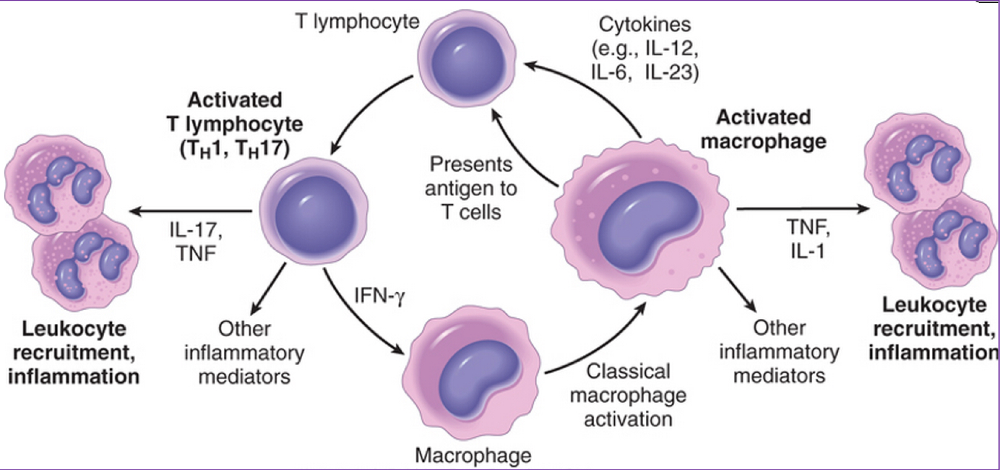 T lymphocyte
Cytokines
(e.g., IL-12,
IL-6, IL-23)
Activated
T lymphocyte
(TH1, TH17)
Activated
macrophage
Presents
antigen to
T cells
IL-17,
TNF
TNF,
IL-1
IFN-γ
Leukocyte
recruitment,
inflammation
Other
inflammatory
mediators
Classical
macrophage
activation
Other
inflammatory
mediators
Leukocyte
recruitment,
inflammation
Macrophage